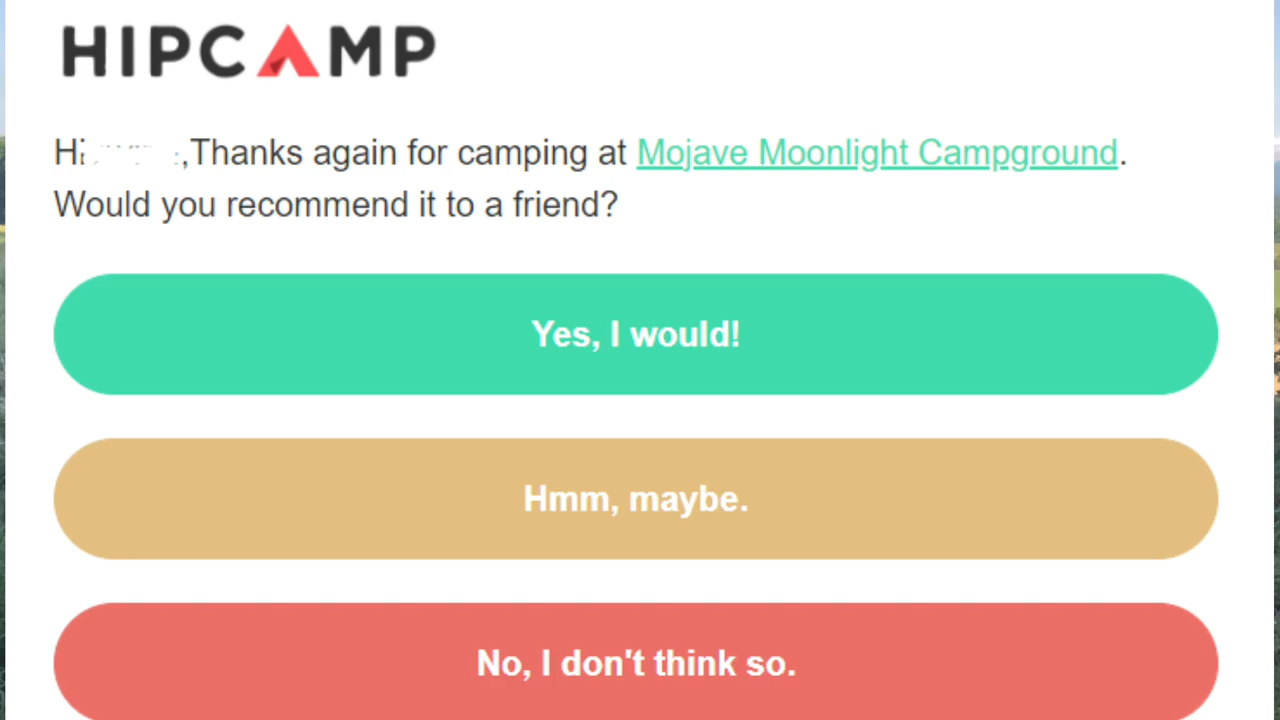 HIPCAMP
Hi ,Thanks again for camping at Mojave Moonlight Campground.
Would you recommend it to a friend?
Yes, I would!
Hmm, maybe.
No, I don't think so.